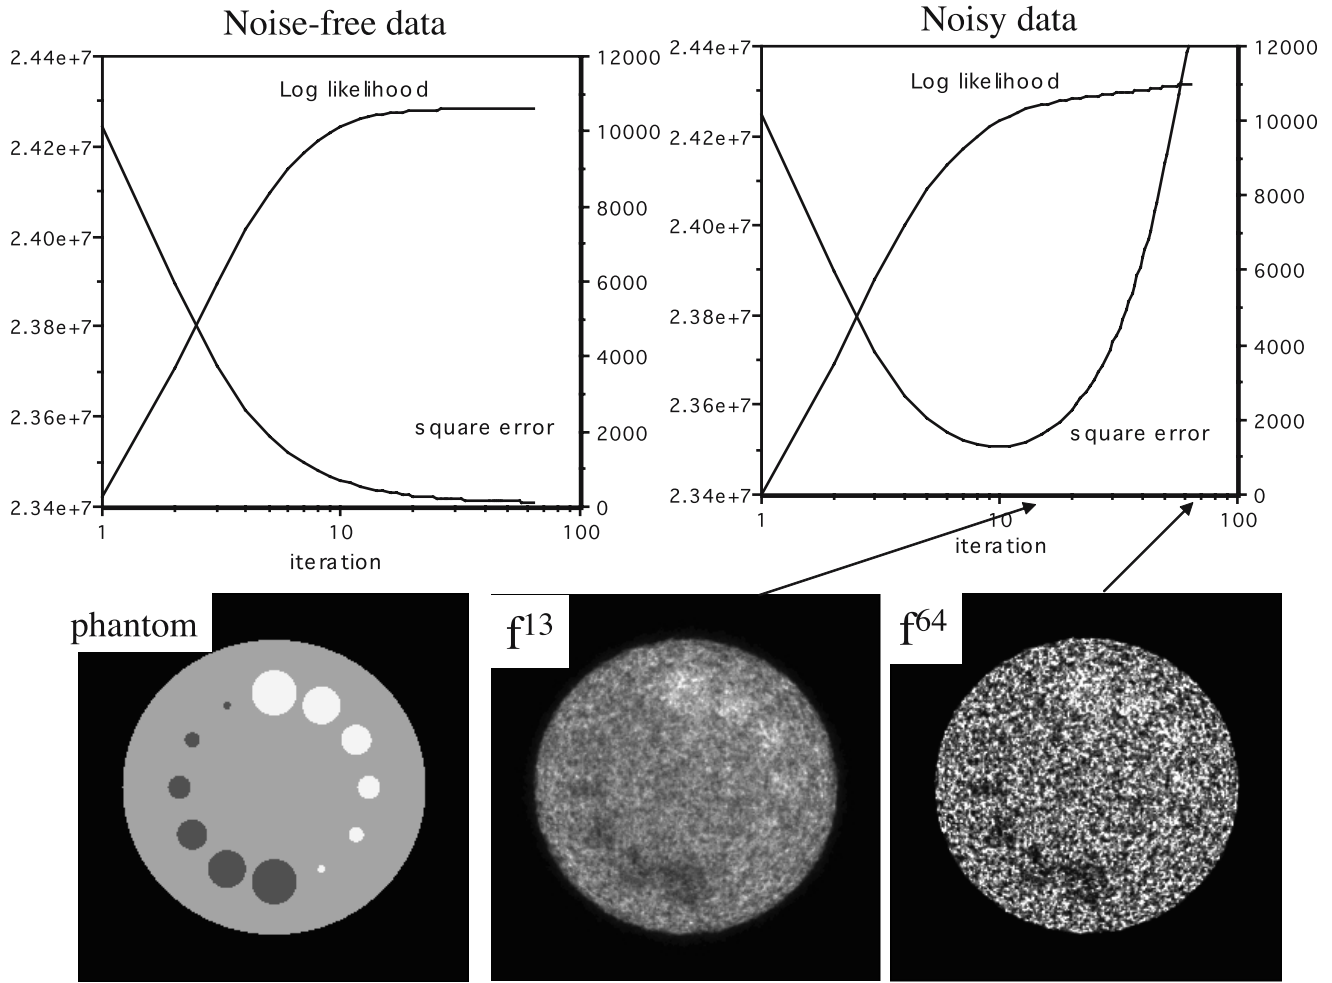 Noise-free data
2.44e+7
2.42e+7
2.40e+7
2.38e+7
2.36e+7
2.34e+7
12000
10000
8000
6000
4000
2000
0
Log likelihood
square error
1
10
100
iteration
Noisy data
2.44e+7
2.42e+7
2.40e+7
2.38e+7
2.36e+7
2.34e+7
12000
10000
8000
6000
4000
2000
0
Log likelihood
square error
1
10
100
iteration
phantom
f13
f64